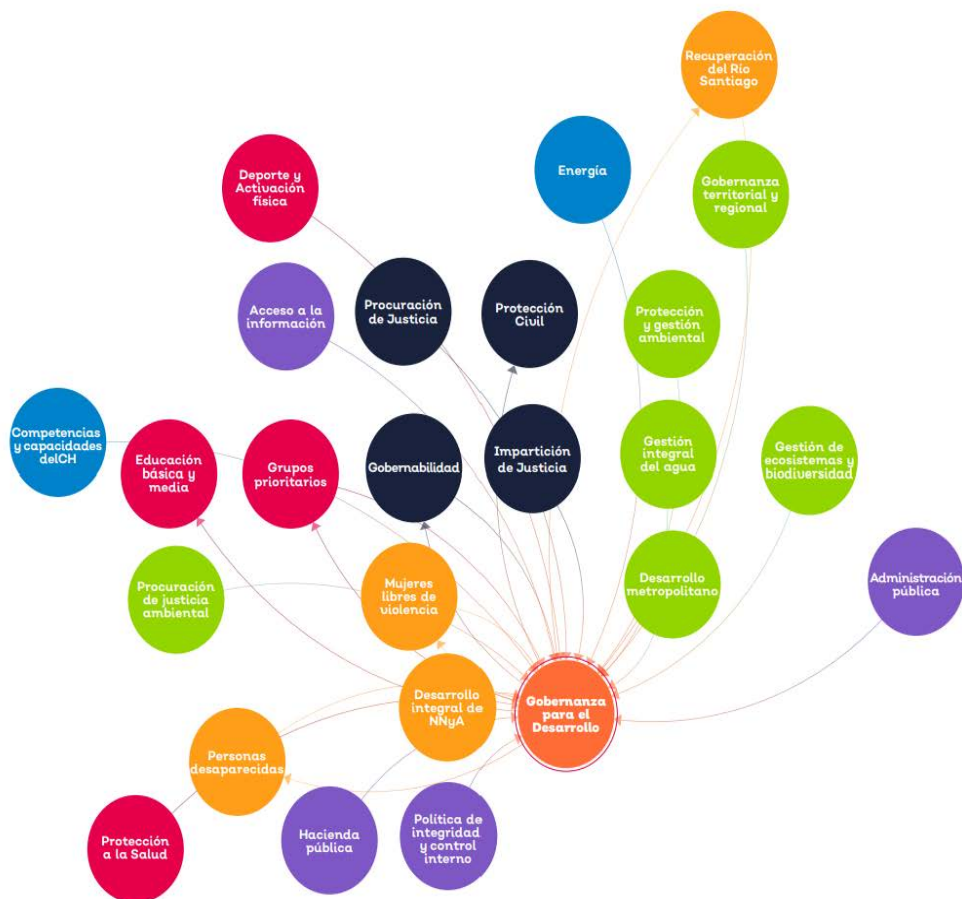 Recuperación
del Río
Santiago
Deporte y
Activación
física
Energía
Gobernanza
territorial y
regional
Acceso a la
información
Procuración
de Justicia
Protección
Civil
Protección
y gestión
ambiental
Competencias
y capacidades
delCH
Educación
básica y
media
Grupos
prioritarios
Gobernabilidad
Impartición
de Justicia
Gestión
integral
del agua
Gestión de
ecosistemas y
biodiversidad
Procuración
de justicia
ambiental
Mujeres
libres de
violencia
Desarrollo
metropolitano
Administración
pública
Desarrollo
integral de
NNyA
Gobernanza
para el
Desarrollo
Personas
desaparecidas
Protección
a la Salud
Hacienda
pública
Política de
integridad
y control
interno